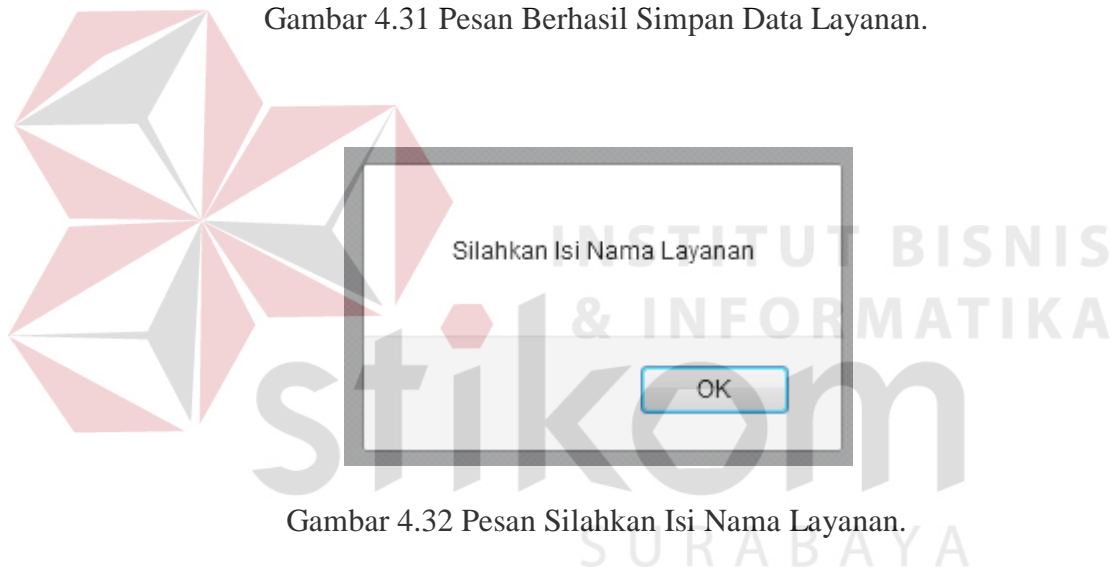 Gambar 4.31 Pesan Berhasil Simpan Data Layanan.
Silahkan Isi Nama Layanan
INSTITUT BISNIS
& INFORMATIKA
stikom
OK
Gambar 4.32 Pesan Silahkan Isi Nama Layanan.
SURABAYA